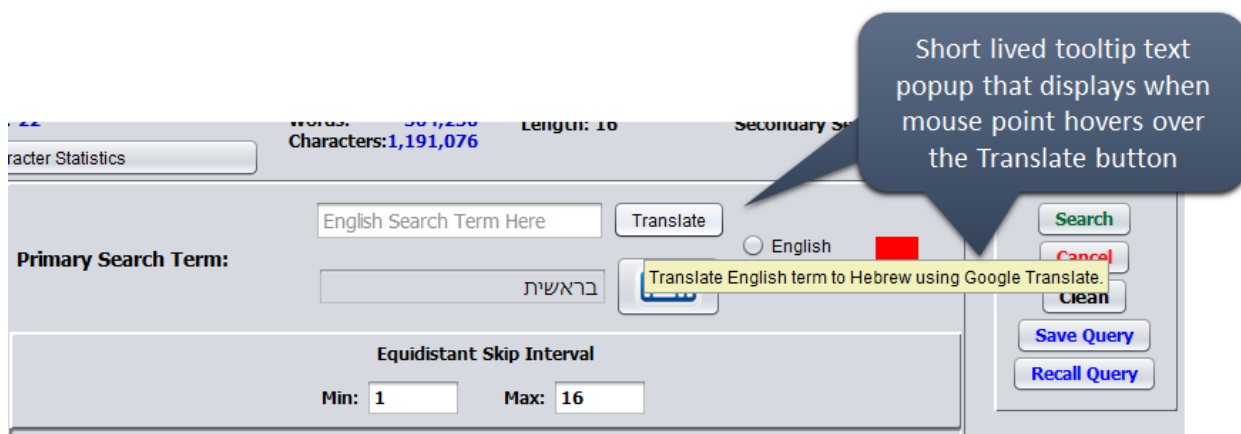 Short lived tooltip text
popup that displays when
mouse point hovers over
the Translate button
22
Length: 16
Characters:1,191,076
racter Statistics
English Search Term Here
Translate
Search
English
Primary Search Term:
Cancel
Translate English term to Hebrew using Google Translate.
בראשית
Clean
Equidistant Skip Interval
Save Query
Min: 1
Max: 16
Recall Query